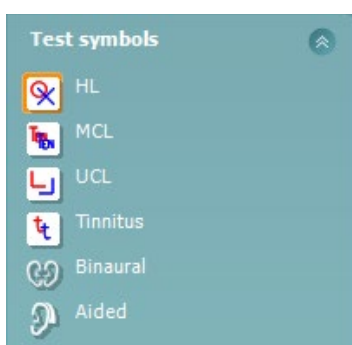 Test symbols
HL
MCL
UCL
Tinnitus
Binaural
Aided